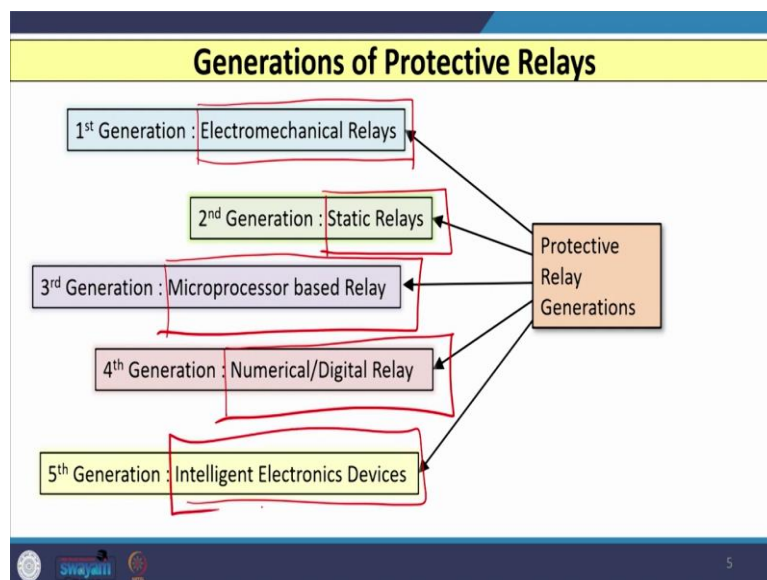 Generations of Protective Relays
1st Generation : Electromechanical Relays
2nd Generation : Static Relays
3rd Generation : Microprocessor based Relay
4th Generation : Numerical/Digital Relay
5th Generation : Intelligent Electronics Devices
Protective
Relay
Generations
swayam
5